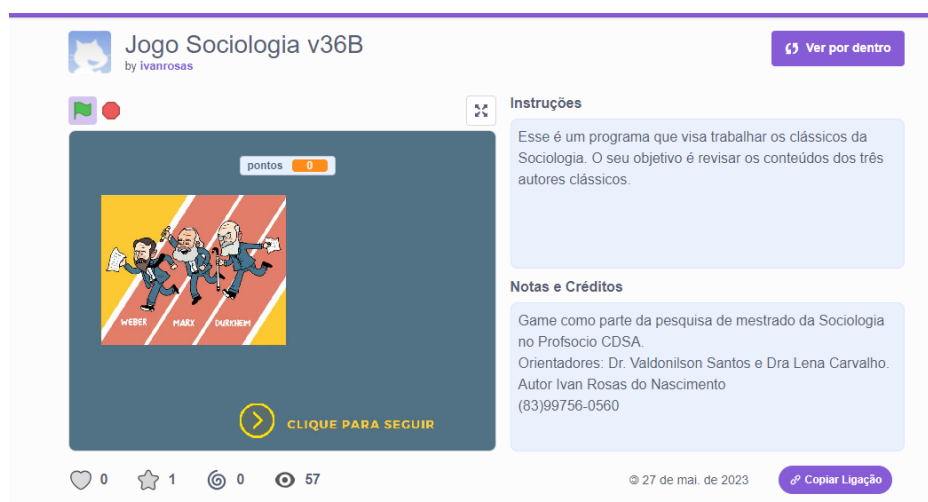 Jogo Sociologia v36B
by ivanrosas
Ver por dentro
pontos 0
WEBER MARX DURKHEIM
CLIQUE PARA SEGUIR
Instruções
Esse é um programa que visa trabalhar os clássicos da
Sociologia. O seu objetivo é revisar os conteúdos dos três
autores clássicos.
Notas e Créditos
Game como parte da pesquisa de mestrado da Sociologia
no Profsocio CDSA.
Orientadores: Dr. Valdonilson Santos e Dra Lena Carvalho.
Autor Ivan Rosas do Nascimento
(83)99756-0560
0 1 0 57
© 27 de mai. de 2023
Copiar Ligação